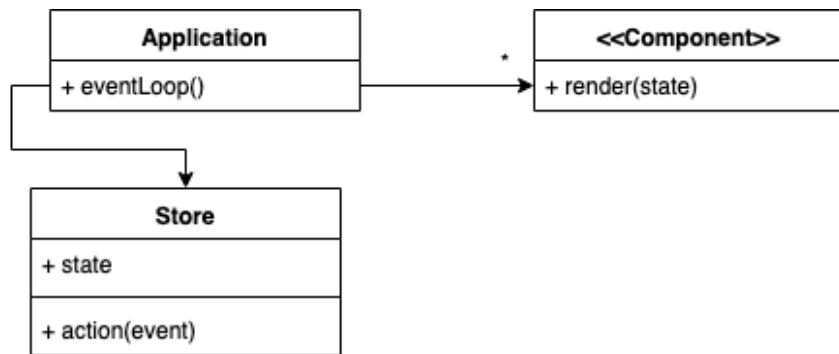 Application
+ eventLoop()
*
<<Component>>
+ render(state)
Store
+ state
+ action(event)